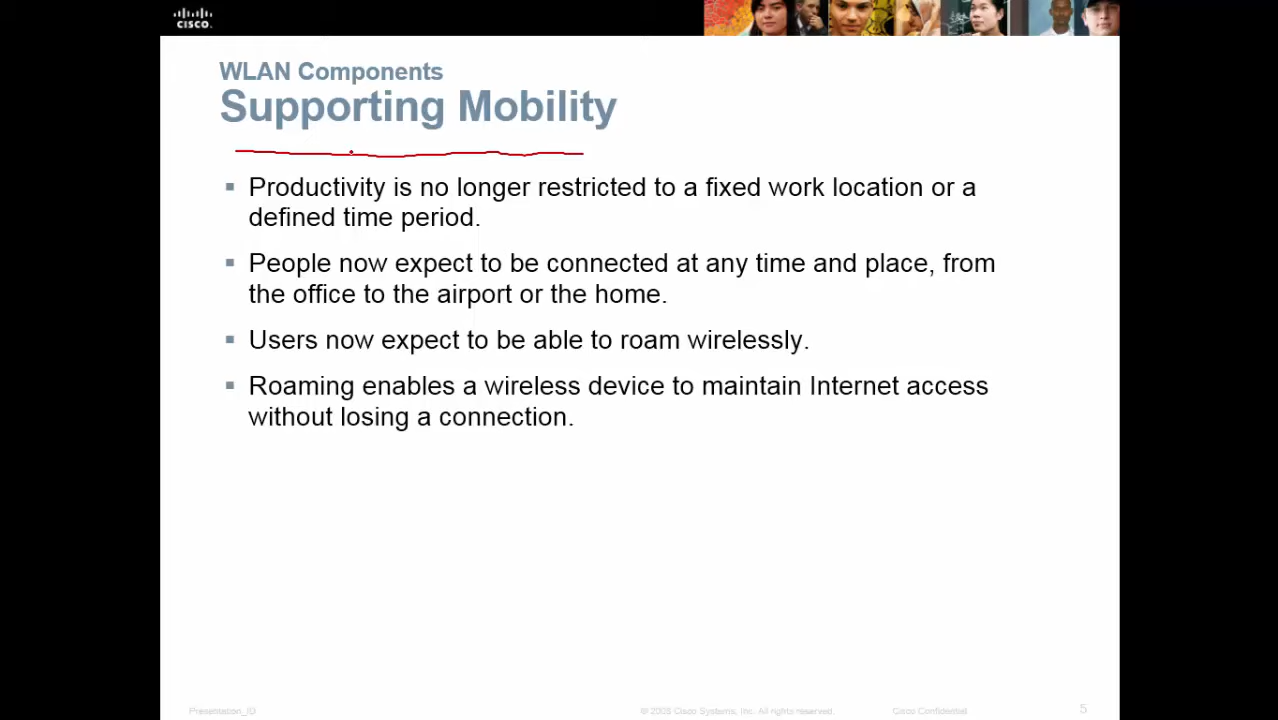 CISCO
WLAN Components
Supporting Mobility
▪ Productivity is no longer restricted to a fixed work location or a
defined time period.
▪ People now expect to be connected at any time and place, from
the office to the airport or the home.
▪ Users now expect to be able to roam wirelessly.
▪ Roaming enables a wireless device to maintain Internet access
without losing a connection.
Presentation_ID © 2008 Cisco Systems, Inc. All rights reserved. Cisco Confidential 5